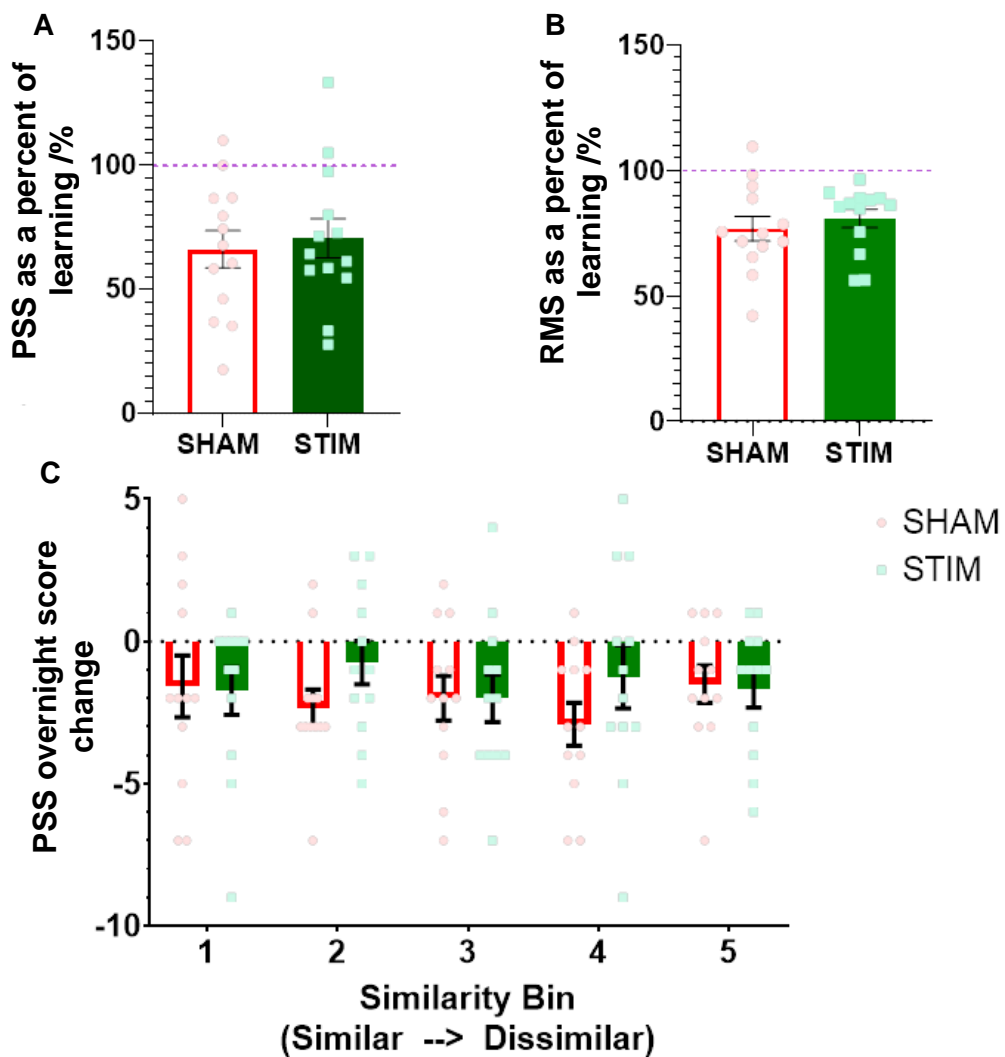 A
PSS as a percent of
learning /%
150
100
50
0
SHAM STIM
B
RMS as a percent of
learning /%
150
100
50
0
SHAM STIM
C
PSS overnight score
change
5
0
-5
-10
1 2 3 4 5
Similarity Bin
(Similar --> Dissimilar)
SHAM
STIM